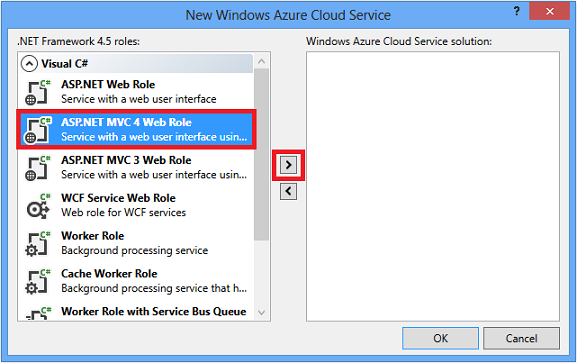 New Windows Azure Cloud Service
? ×
.NET Framework 4.5 roles:
Windows Azure Cloud Service solution:
Visual C#
C# ASP.NET Web Role
Service with a web user interface
C# ASP.NET MVC 4 Web Role
Service with a web user interface usin...
C# ASP.NET MVC 3 Web Role
Service with a web user interface usin...
C# WCF Service Web Role
Web role for WCF services
C# Worker Role
Background processing service
C# Cache Worker Role
Background processing service that h...
C# Worker Role with Service Bus Queue
>
<
OK
Cancel